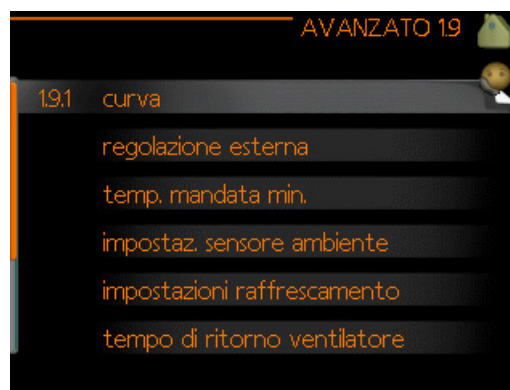 AVANZATO 1.9
1.9.1 curva
regolazione esterna
temp. mandata min.
impostaz. sensore ambiente
impostazioni raffrescamento
tempo di ritorno ventilatore